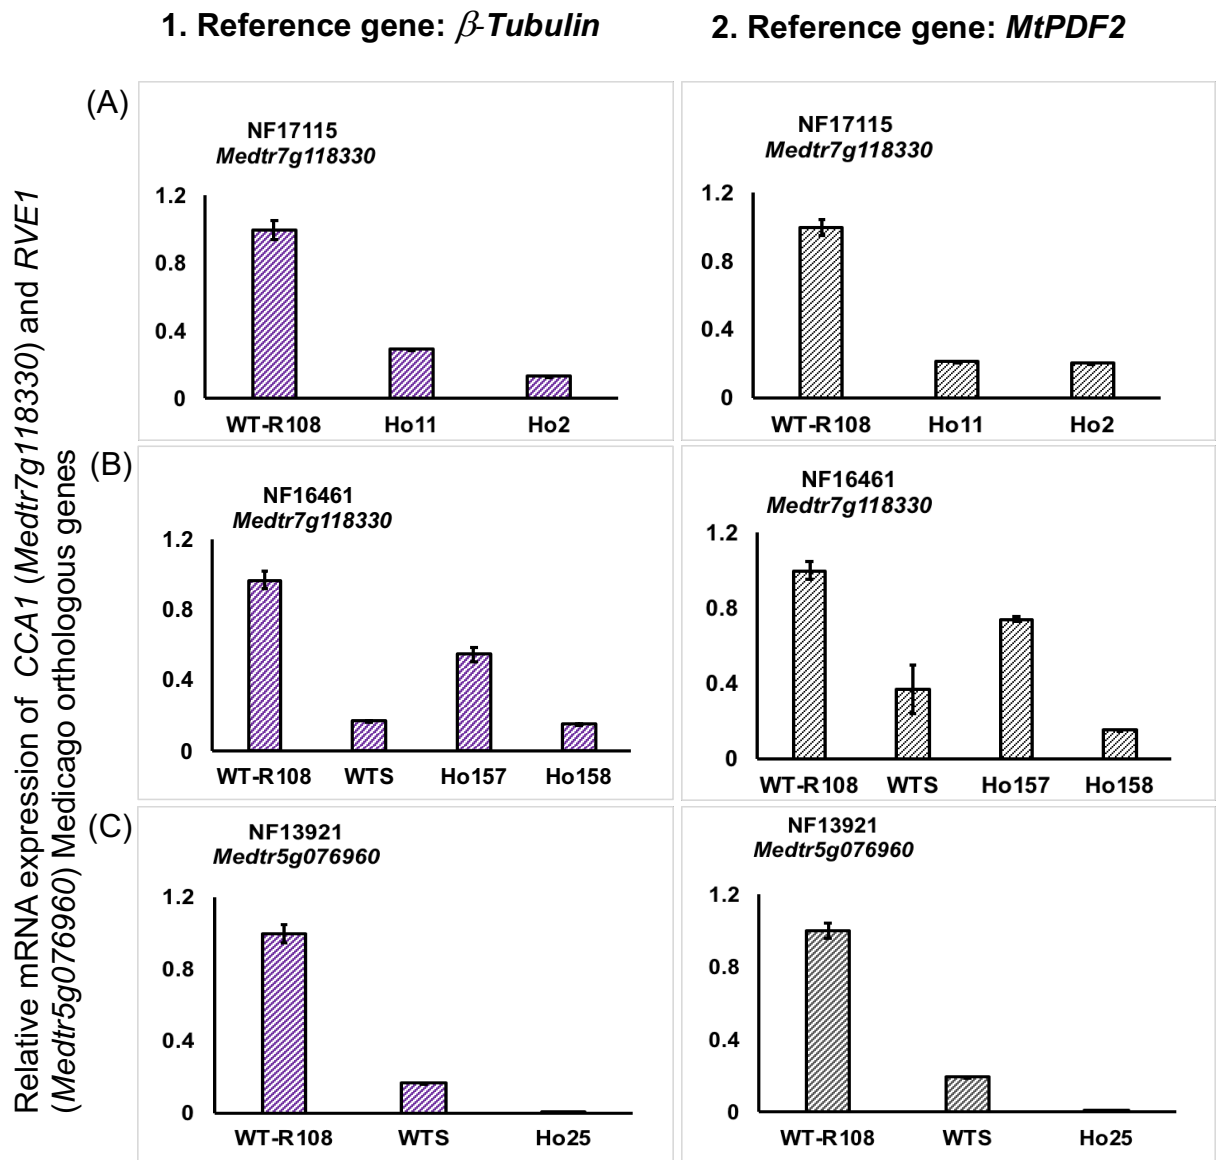 1. Reference gene: β-Tubulin
2. Reference gene: MtPDF2
Relative mRNA expression of CCA1 (Medtr7g118330) and RVE1
(Medtr5g076960) Medicago orthologous genes
(A)
NF17115
Medtr7g118330
1.2
0.8
0.4
0
WT-R108 Ho11 Ho2
NF17115
Medtr7g118330
1.2
0.8
0.4
0
WT-R108 Ho11 Ho2
(B)
NF16461
Medtr7g118330
1.2
0.8
0.4
0
WT-R108 WTS Ho157 Ho158
NF16461
Medtr7g118330
1.2
0.8
0.4
0
WT-R108 WTS Ho157 Ho158
(C)
NF13921
Medtr5g076960
1.2
0.8
0.4
0
WT-R108 WTS Ho25
NF13921
Medtr5g076960
1.2
0.8
0.4
0
WT-R108 WTS Ho25